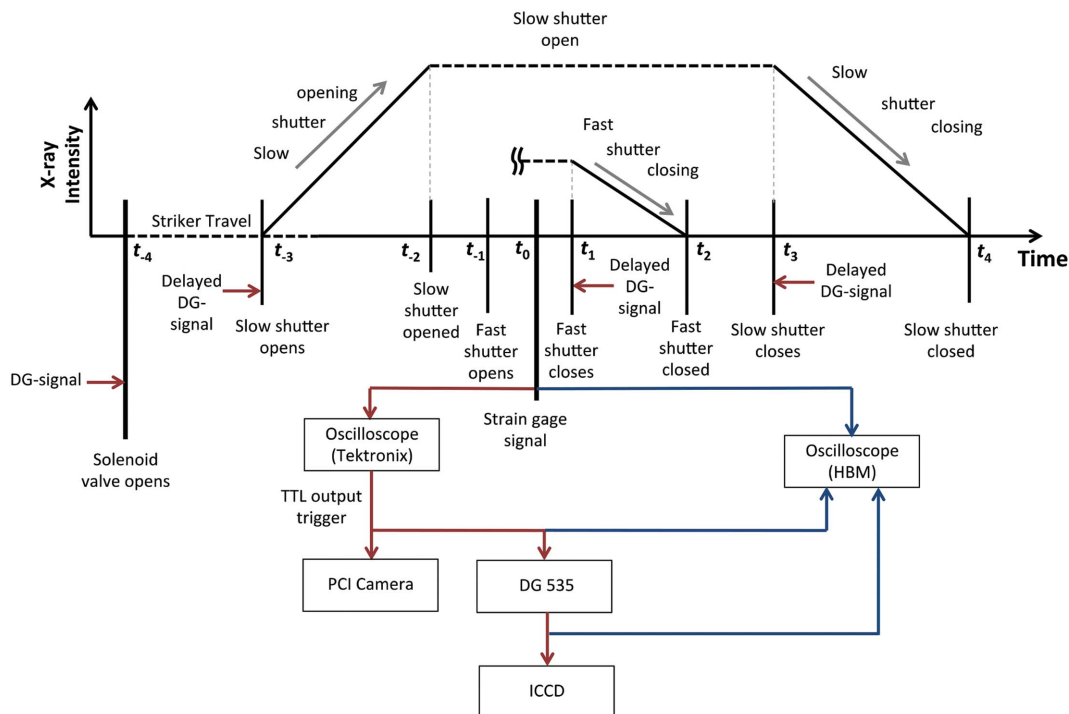 Slow shutter
open
opening
shutter
Slow
Slow
shutter
closing
Fast
shutter
closing
X-ray
Intensity
Striker Travel
t-4
t-3
t-2
t-1
t0
t1
t2
t3
t4
Time
Delayed
DG-
signal
Slow shutter
opens
Slow
shutter
opened
Fast
shutter
opens
Fast
shutter
closes
Delayed
DG-
signal
Fast
shutter
closed
Slow shutter
closes
Delayed
DG-signal
Slow shutter
closed
DG-signal
Solenoid
valve opens
Strain gage
signal
Oscilloscope
(Tektronix)
Oscilloscope
(HBM)
TTL output
trigger
PCI Camera
DG 535
ICCD